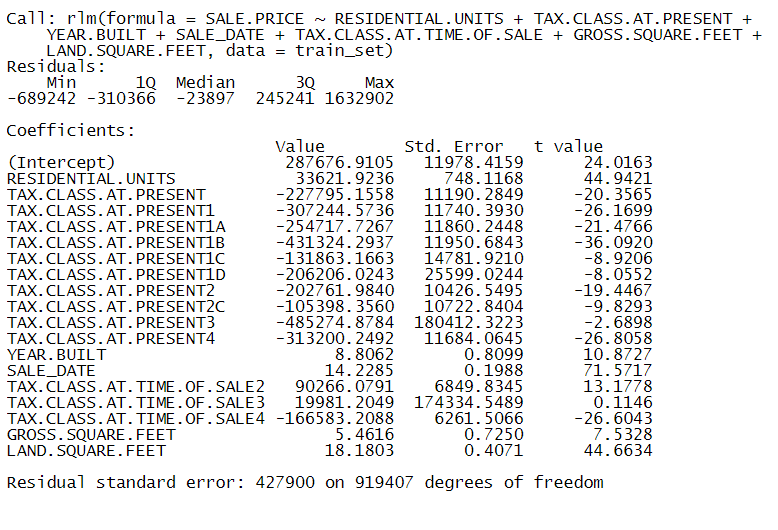 Call: rlm(formula = SALE.PRICE ~ RESIDENTIAL.UNITS + TAX.CLASS.AT.PRESENT +
YEAR.BUILT + SALE_DATE + TAX.CLASS.AT.TIME.OF.SALE + GROSS.SQUARE.FEET +
LAND.SQUARE.FEET, data = train_set)
Residuals:
Min 1Q Median 3Q Max
-689242 -310366 -23897 245241 1632902
Coefficients:
Value Std. Error t value
(Intercept) 287676.9105 11978.4159 24.0163
RESIDENTIAL.UNITS 33621.9236 748.1168 44.9421
TAX.CLASS.AT.PRESENT -227795.1558 11190.2849 -20.3565
TAX.CLASS.AT.PRESENT1 -307244.5736 11740.3930 -26.1699
TAX.CLASS.AT.PRESENT1A -254717.7267 11860.2448 -21.4766
TAX.CLASS.AT.PRESENT1B -431324.2937 11950.6843 -36.0920
TAX.CLASS.AT.PRESENT1C -131863.1663 14781.9210 -8.9206
TAX.CLASS.AT.PRESENT1D -206206.0243 25599.0244 -8.0552
TAX.CLASS.AT.PRESENT2 -202761.9840 10426.5495 -19.4467
TAX.CLASS.AT.PRESENT2C -105398.3560 10722.8404 -9.8293
TAX.CLASS.AT.PRESENT3 -485274.8784 180412.3223 -2.6898
TAX.CLASS.AT.PRESENT4 -313200.2492 11684.0645 -26.8058
YEAR.BUILT 8.8062 0.8099 10.8727
SALE_DATE 14.2285 0.1988 71.5717
TAX.CLASS.AT.TIME.OF.SALE2 90266.0791 6849.8345 13.1778
TAX.CLASS.AT.TIME.OF.SALE3 19981.2049 174334.5489 0.1146
TAX.CLASS.AT.TIME.OF.SALE4 -166583.2088 6261.5066 -26.6043
GROSS.SQUARE.FEET 5.4616 0.7250 7.5328
LAND.SQUARE.FEET 18.1803 0.4071 44.6634
Residual standard error: 427900 on 919407 degrees of freedom